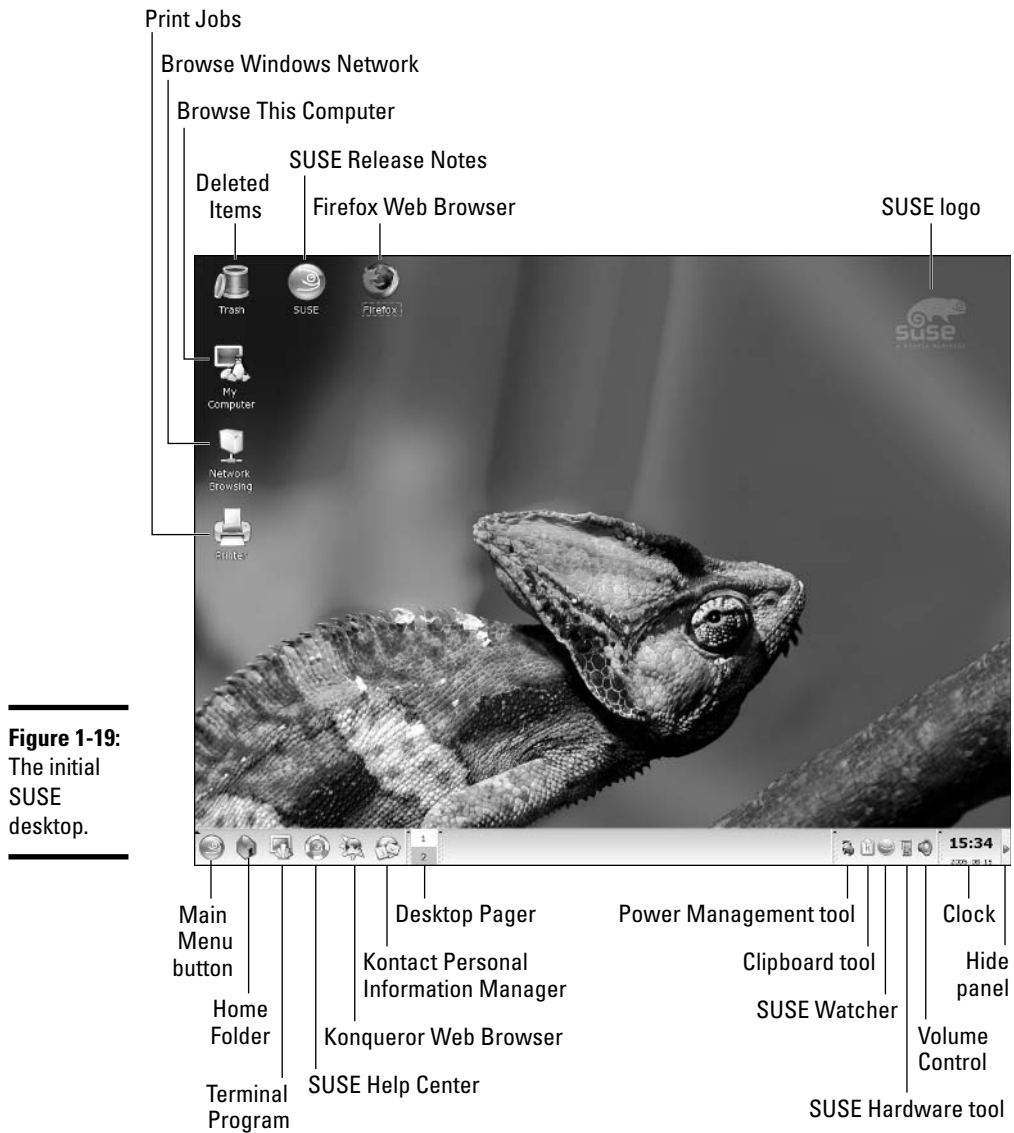 Print Jobs
Browse Windows Network
Browse This Computer
SUSE Release Notes
Deleted
Items
Firefox Web Browser
SUSE logo
Trash
SUSE
Firefox
suse
My
Computer
Network
Browsing
Printer
Figure 1-19:
The initial
SUSE
desktop.
1
2
15:34
Main
Menu
button
Desktop Pager
Power Management tool
Clock
Kontact Personal
Information Manager
Clipboard tool
Hide
panel
Home
Folder
Konqueror Web Browser
SUSE Watcher
Volume
Control
Terminal
Program
SUSE Help Center
SUSE Hardware tool